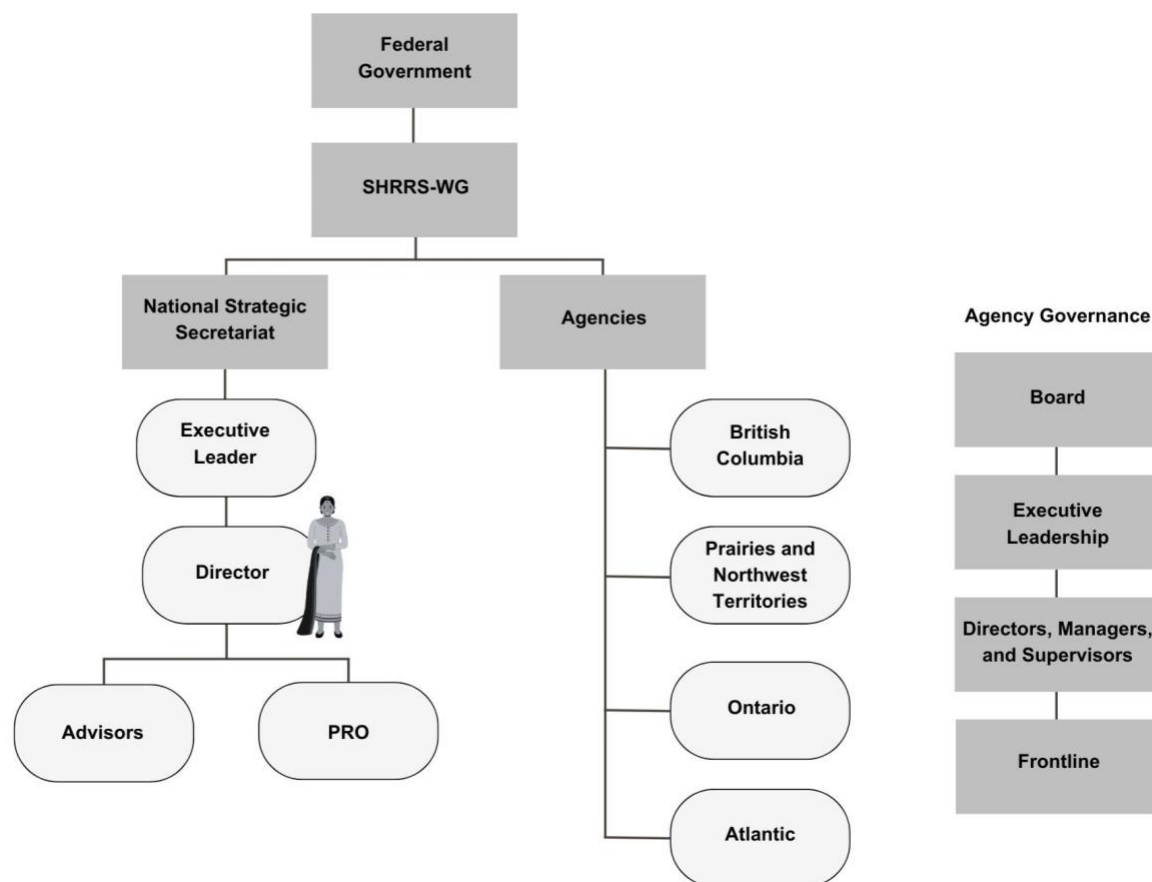 Federal
Government
SHRRS-WG
National Strategic
Secretariat
Agencies
Executive
Leader
Director
Advisors
PRO
British
Columbia
Prairies and
Northwest
Territories
Ontario
Atlantic
Agency Governance
Board
Executive
Leadership
Directors, Managers,
and Supervisors
Frontline